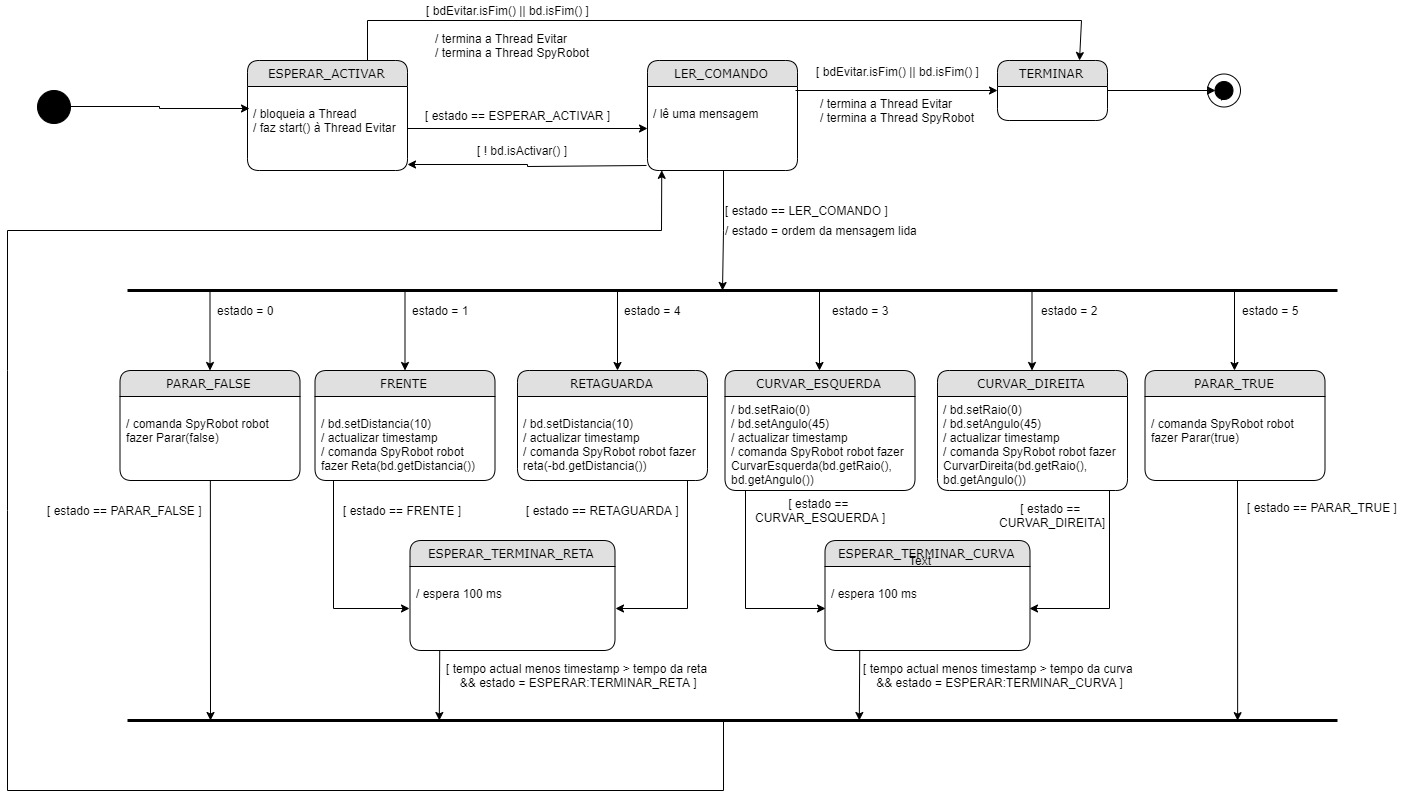 [ bdEvitar.isFim() || bd.isFim() ]
/ termina a Thread Evitar
/ termina a Thread SpyRobot
ESPERAR_ACTIVAR
/ bloqueia a Thread
/ faz start() à Thread Evitar
[ estado == ESPERAR_ACTIVAR ]
[ ! bd.isActivar() ]
LER_COMANDO
/ lê uma mensagem
[ bdEvitar.isFim() || bd.isFim() ]
/ termina a Thread Evitar
/ termina a Thread SpyRobot
TERMINAR
[ estado == LER_COMANDO ]
/ estado = ordem da mensagem lida
estado = 0
estado = 1
estado = 4
estado = 3
estado = 2
estado = 5
PARAR_FALSE
/ comanda SpyRobot robot
fazer Parar(false)
FRENTE
/ bd.setDistancia(10)
/ actualizar timestamp
/ comanda SpyRobot robot
fazer Reta(bd.getDistancia())
RETAGUARDA
/ bd.setDistancia(10)
/ actualizar timestamp
/ comanda SpyRobot robot fazer
reta(-bd.getDistancia())
CURVAR_ESQUERDA
/ bd.setRaio(0)
/ bd.setAngulo(45)
/ actualizar timestamp
/ comanda SpyRobot robot fazer
CurvarEsquerda(bd.getRaio(),
bd.getAngulo())
CURVAR_DIREITA
/ bd.setRaio(0)
/ bd.setAngulo(45)
/ actualizar timestamp
/ comanda SpyRobot robot fazer
CurvarDireita(bd.getRaio(),
bd.getAngulo())
PARAR_TRUE
/ comanda SpyRobot robot
fazer Parar(true)
[ estado == PARAR_FALSE ]
[ estado == FRENTE ]
[ estado == RETAGUARDA ]
[ estado ==
CURVAR_ESQUERDA ]
[ estado ==
CURVAR_DIREITA]
[ estado == PARAR_TRUE ]
ESPERAR_TERMINAR_RETA
/ espera 100 ms
ESPERAR_TERMINAR_CURVA
Text
/ espera 100 ms
[ tempo actual menos timestamp > tempo da reta
&& estado = ESPERAR:TERMINAR_RETA ]
[ tempo actual menos timestamp > tempo da curva
&& estado = ESPERAR:TERMINAR_CURVA ]